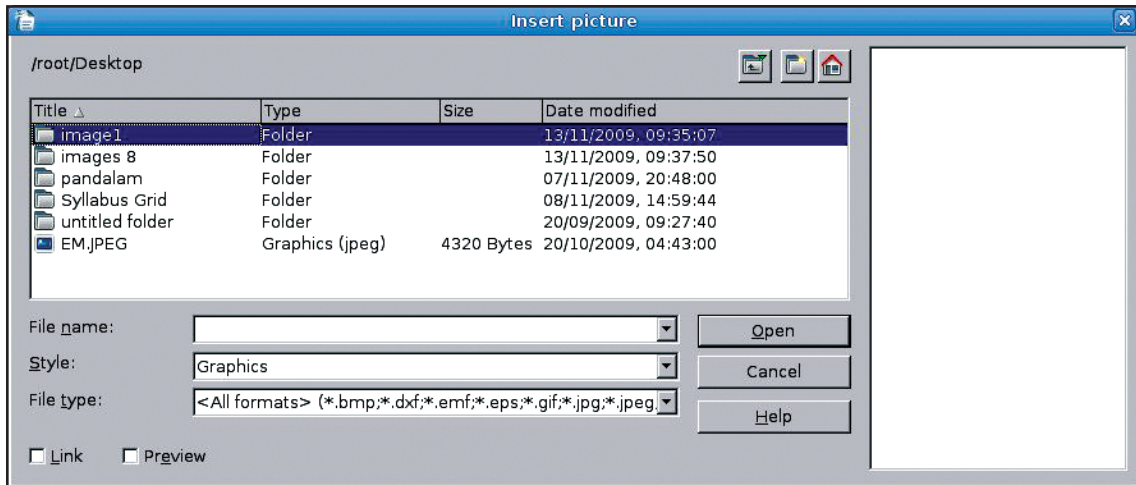 Insert picture
/root/Desktop
Title Type Size Date modified
image1 Folder 13/11/2009, 09:35:07
images 8 Folder 13/11/2009, 09:37:50
pandalam Folder 07/11/2009, 20:48:00
Syllabus Grid Folder 08/11/2009, 14:59:44
untitled folder Folder 20/09/2009, 09:27:40
EM.JPEG Graphics (jpeg) 4320 Bytes 20/10/2009, 04:43:00
File name: Open
Style: Graphics Cancel
File type: <All formats> (*.bmp;*.dxf;*.emf;*.eps;*.gif;*.jpg;*.jpeg, Help
Link Preview